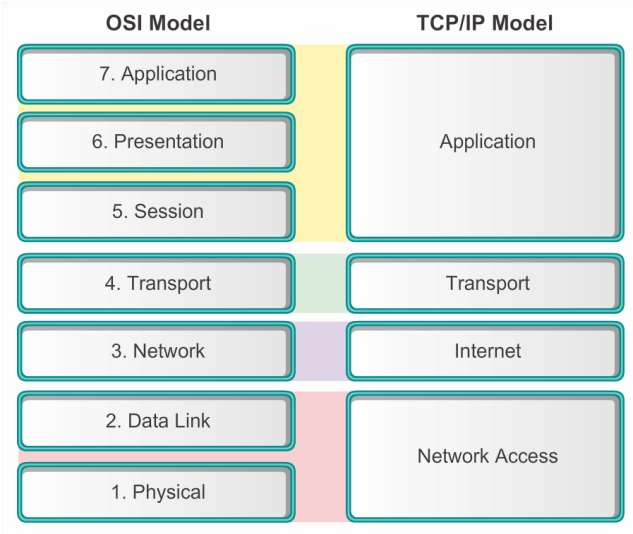 OSI Model
TCP/IP Model
7. Application
6. Presentation
5. Session
Application
4. Transport
Transport
3. Network
Internet
2. Data Link
1. Physical
Network Access